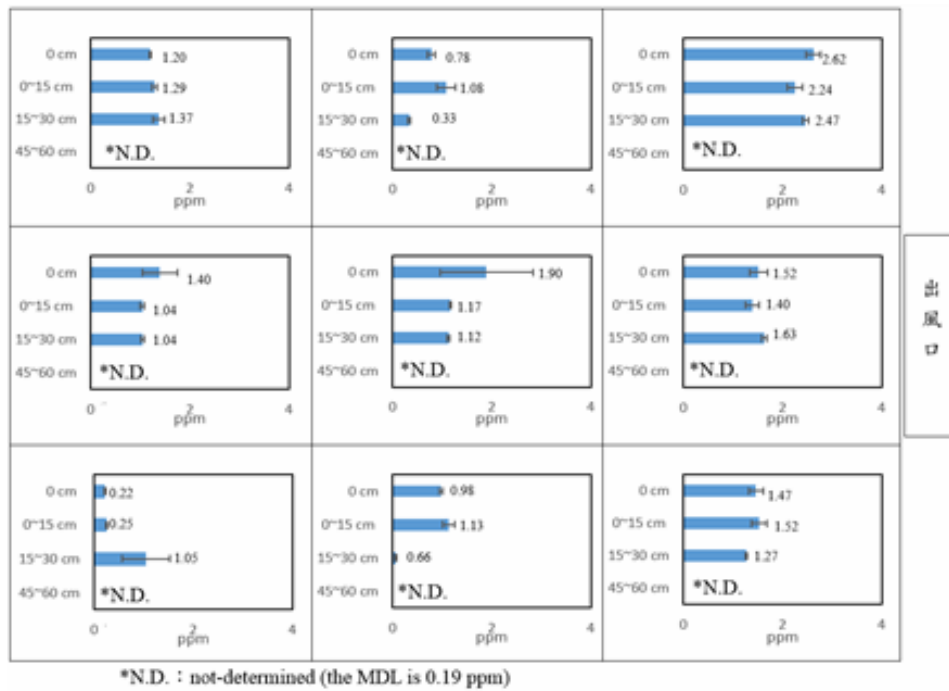 0 cm 1.20
0~15 cm 1.29
15~30 cm 1.37
45~60 cm *N.D.
0 2 4
ppm
0 cm 0.78
0~15 cm 1.08
15~30 cm 0.33
45~60 cm *N.D.
0 2 4
ppm
0 cm 2.62
0~15 cm 2.24
15~30 cm 2.47
45~60 cm *N.D.
0 2 4
ppm
0 cm 1.40
0~15 cm 1.04
15~30 cm 1.04
45~60 cm *N.D.
0 2 4
ppm
0 cm 1.90
0~15 cm 1.17
15~30 cm 1.12
45~60 cm *N.D.
0 2 4
ppm
0 cm 1.52
0~15 cm 1.40
15~30 cm 1.63
45~60 cm *N.D.
0 2 4
ppm
出風口
0 cm 0.22
0~15 cm 0.25
15~30 cm 1.05
45~60 cm *N.D.
0 2 4
ppm
0 cm 0.98
0~15 cm 1.13
15~30 cm 0.66
45~60 cm *N.D.
0 2 4
ppm
0 cm 1.47
0~15 cm 1.52
15~30 cm 1.27
45~60 cm *N.D.
0 2 4
ppm
*N.D.：not-determined (the MDL is 0.19 ppm)